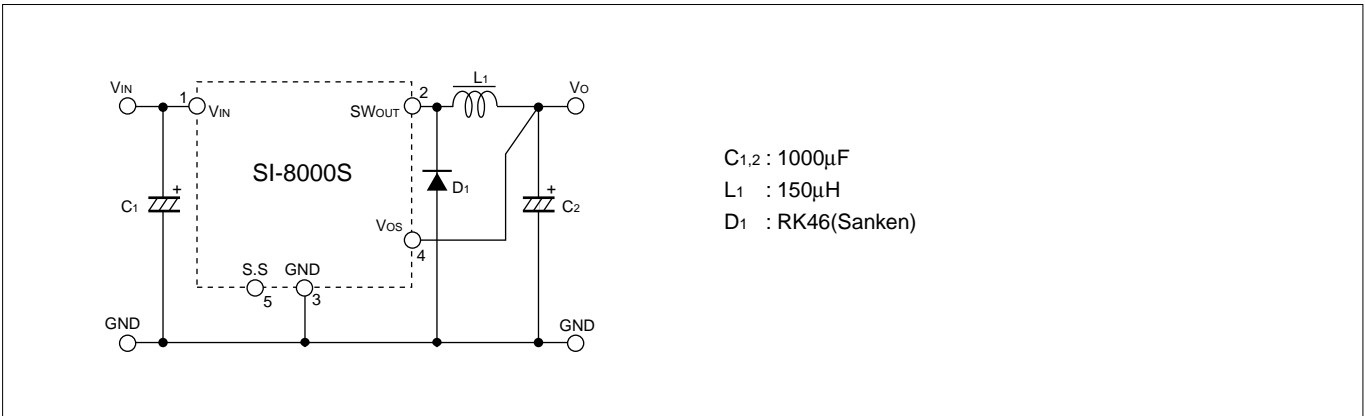 L1
VIN 1 VIN SWOUT 2 VO
SI-8000S
C1 + D1 + C2
VOS 4
S.S GND
5 3
GND GND
C1,2 : 1000μF
L1 : 150μH
D1 : RK46(Sanken)